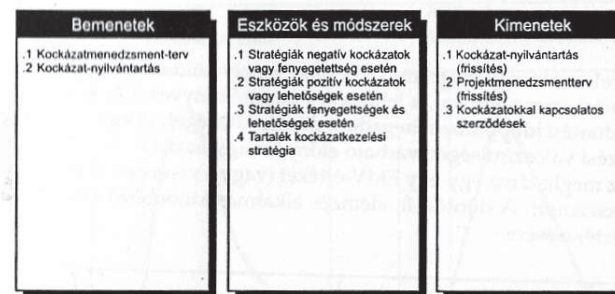 Bemenetek
.1 Kockázatmenedzsment-terv
.2 Kockázat-nyilvántartás
Eszközök és módszerek
.1 Stratégiák negatív kockázatok
vagy fenyegetettség esetén
.2 Stratégiák pozitív kockázatok
vagy lehetőségek esetén
.3 Stratégiák fenyegettségek és
lehetőségek esetén
.4 Tartalék kockázatkezelési
stratégia
Kimenetek
.1 Kockázat-nyilvántartás
(frissítés)
.2 Projektmenedzsmentterv
(frissítés)
.3 Kockázatokkal kapcsolatos
szerződések